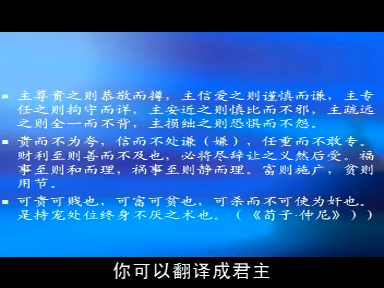 主尊贵之则恭敬而撙，主信爱之则谨慎而谦，主专
任之则拘守而详，主安近之则慎比而不邪，主疏远
之则全一而不背，主损绌之则恐惧而不怨。
贵而不为夸，信而不处谦（嫌），任重而不敢专。
财利至则善而不及也，必将尽辞让之义然后受。福
事至则和而理，祸事至则静而理。富则施广，贫则
用节。
可贵可贱也，可富可贫也，可杀而不可使为奸也。
是持宠处位终身不厌之术也。（《荀子·仲尼》））
你可以翻译成君主